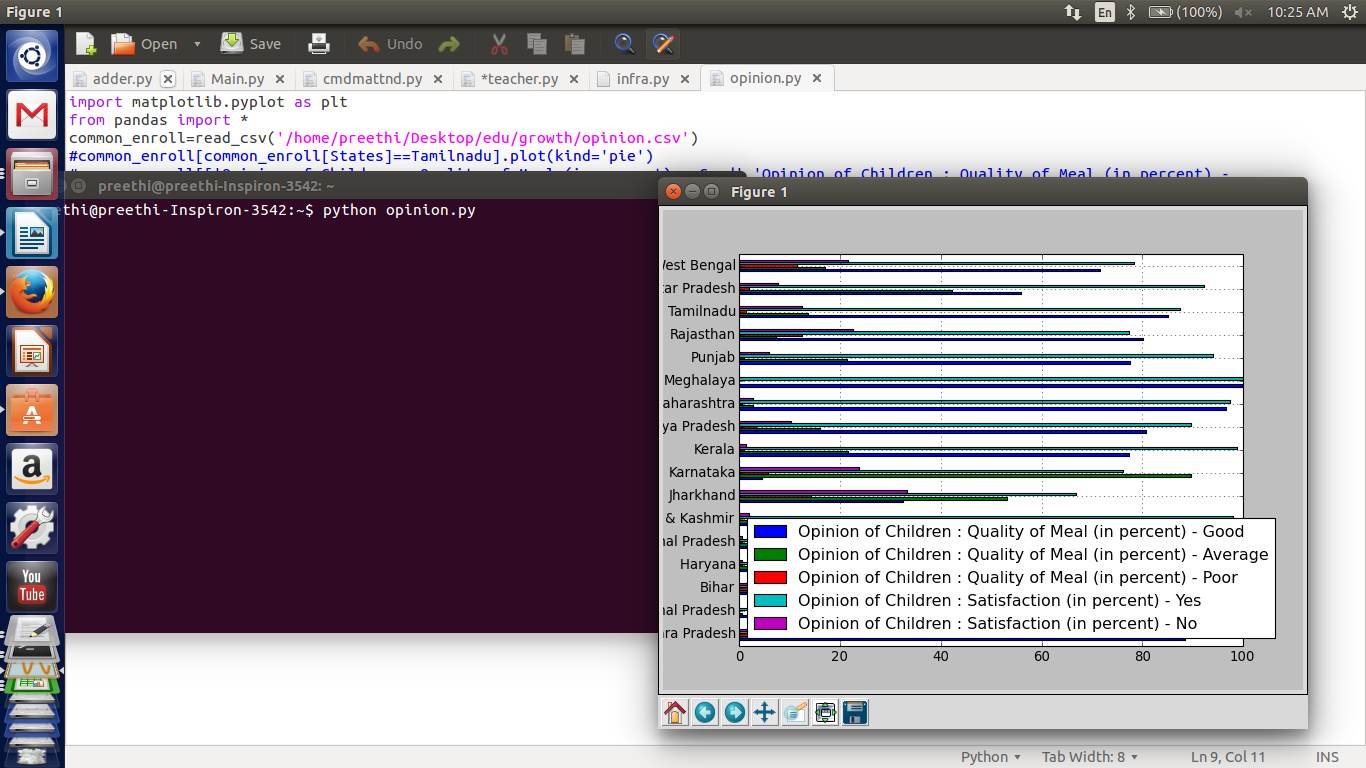 Figure 1
En
(100%)
10:25 AM
Open
Save
Undo
adder.py
Main.py
cmdmattnd.py
*teacher.py
infra.py
opinion.py
import matplotlib.pyplot as plt
from pandas import *
common_enroll=read_csv('/home/preethi/Desktop/edu/growth/opinion.csv')
#common_enroll[common_enroll[States]==Tamilnadu].plot(kind='pie')
'Opinion of Children : Quality of Meal (in percent) -
preethi@preethi-Inspiron-3542: ~
ethi@preethi-Inspiron-3542:~$ python opinion.py
Figure 1
West Bengal
tar Pradesh
Tamilnadu
Rajasthan
Punjab
Meghalaya
aharashtra
ya Pradesh
Kerala
Karnataka
Jharkhand
& Kashmir
nal Pradesh
Haryana
Bihar
nal Pradesh
ra Pradesh
Opinion of Children : Quality of Meal (in percent) - Good
Opinion of Children : Quality of Meal (in percent) - Average
Opinion of Children : Quality of Meal (in percent) - Poor
Opinion of Children : Satisfaction (in percent) - Yes
Opinion of Children : Satisfaction (in percent) - No
0 20 40 60 80 100
You
Tube
Python
Tab Width: 8
Ln 9, Col 11
INS